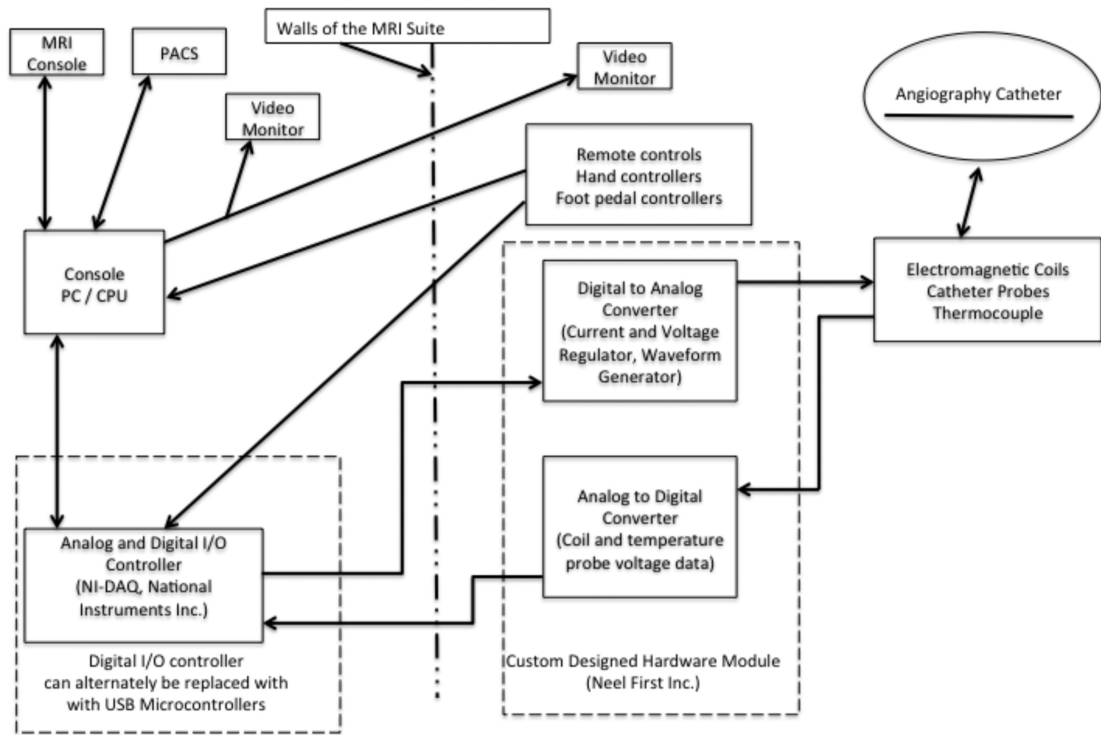 Walls of the MRI Suite
MRI
Console
PACS
Video
Monitor
Video
Monitor
Angiography Catheter
Remote controls
Hand controllers
Foot pedal controllers
Console
PC / CPU
Digital to Analog
Converter
(Current and Voltage
Regulator, Waveform
Generator)
Electromagnetic Coils
Catheter Probes
Thermocouple
Analog to Digital
Converter
(Coil and temperature
probe voltage data)
Analog and Digital I/O
Controller
(NI-DAQ, National
Instruments Inc.)
Digital I/O controller
can alternately be replaced with
with USB Microcontrollers
Custom Designed Hardware Module
(Neel First Inc.)